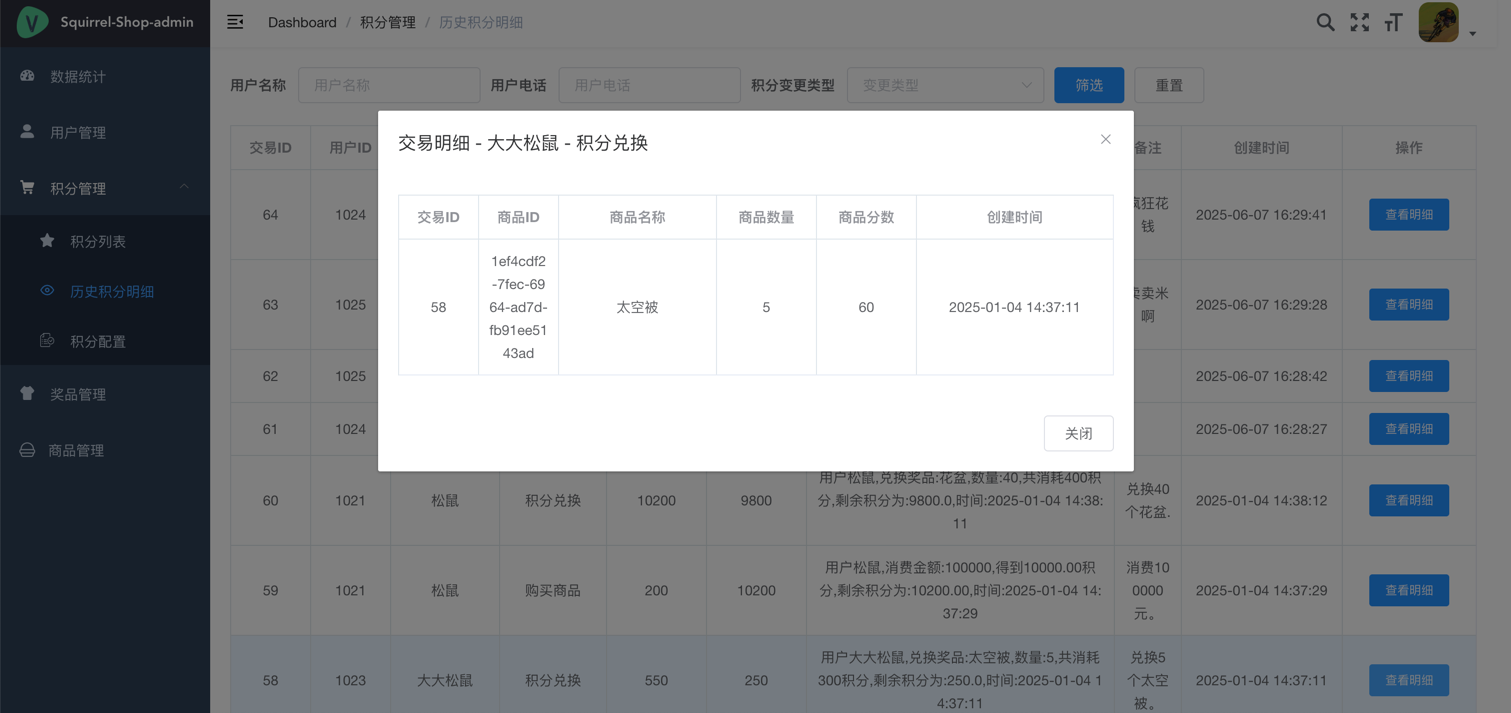 Squirrel-Shop-admin
Dashboard / 积分管理 / 历史积分明细
数据统计
用户管理
积分管理
积分列表
历史积分明细
积分配置
奖品管理
商品管理
用户名称 用户名称 用户电话 用户电话 积分变更类型 变更类型 筛选 重置
交易ID 用户ID 备注 创建时间 操作
64 1024 疯狂花 2025-06-07 16:29:41 查看明细
钱
63 1025 卖卖米 2025-06-07 16:29:28 查看明细
啊
62 1025 2025-06-07 16:28:42 查看明细
61 1024 2025-06-07 16:28:27 查看明细
交易明细 - 大大松鼠 - 积分兑换
交易ID 商品ID 商品名称 商品数量 商品分数 创建时间
1ef4cdf2
-7fec-69
58 64-ad7d- 太空被 5 60 2025-01-04 14:37:11
fb91ee51
43ad
关闭
用户松鼠,兑换奖品:花盆,数量:40,共消耗400积
60 1021 松鼠 积分兑换 10200 9800 分,剩余积分为:9800.0,时间:2025-01-04 14:38: 兑换40 2025-01-04 14:38:12 查看明细
11 个花盆.
用户松鼠,消费金额:100000,得到10000.00积 消费10
59 1021 松鼠 购买商品 200 10200 分,剩余积分为:10200.00,时间:2025-01-04 14: 0000 2025-01-04 14:37:29 查看明细
37:29 元。
用户大大松鼠,兑换奖品:太空被,数量:5,共消耗 兑换5
58 1023 大大松鼠 积分兑换 550 250 300积分,剩余积分为:250.0,时间:2025-01-04 1 个太空 2025-01-04 14:37:11 查看明细
4:37:11 被。